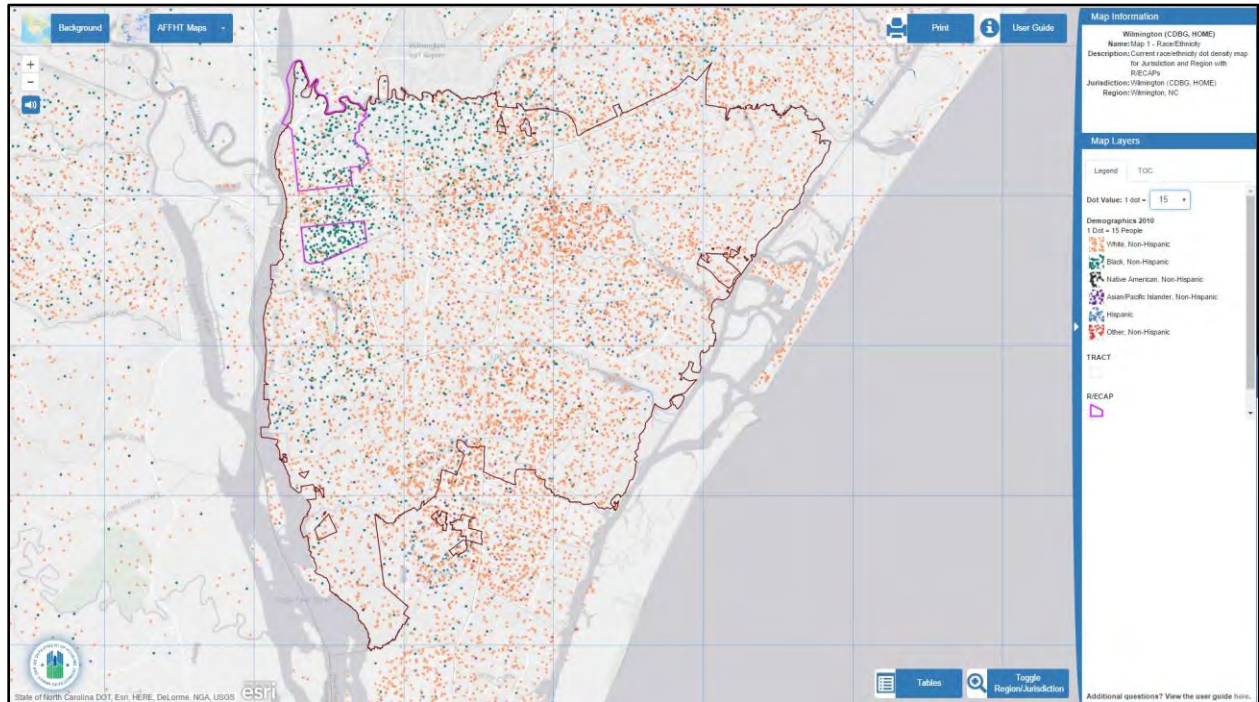 Background
AFFHT Maps
Print
User Guide
+
−
Wilmington
Map Information
Wilmington (CDBG, HOME)
Name: Map 1 - Race/Ethnicity
Description: Current race/ethnicity dot density map
for Jurisdiction and Region with
R/ECAPs
Jurisdiction: Wilmington (CDBG, HOME)
Region: Wilmington, NC
Map Layers
Legend
TOC
Dot Value: 1 dot =
15
Demographics 2010
1 Dot = 15 People
White, Non-Hispanic
Black, Non-Hispanic
Native American, Non-Hispanic
Asian/Pacific Islander, Non-Hispanic
Hispanic
Other, Non-Hispanic
TRACT
R/ECAP
State of North Carolina DOT, Esri, HERE, DeLorme, NGA, USGS
esri
Tables
Toggle
Region/Jurisdiction
Additional questions? View the user guide here.